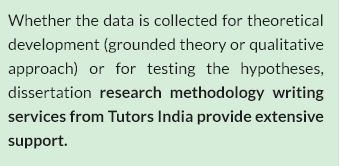 Whether the data is collected for theoretical
development (grounded theory or qualitative
approach) or for testing the hypotheses,
dissertation research methodology writing
services from Tutors India provide extensive
support.